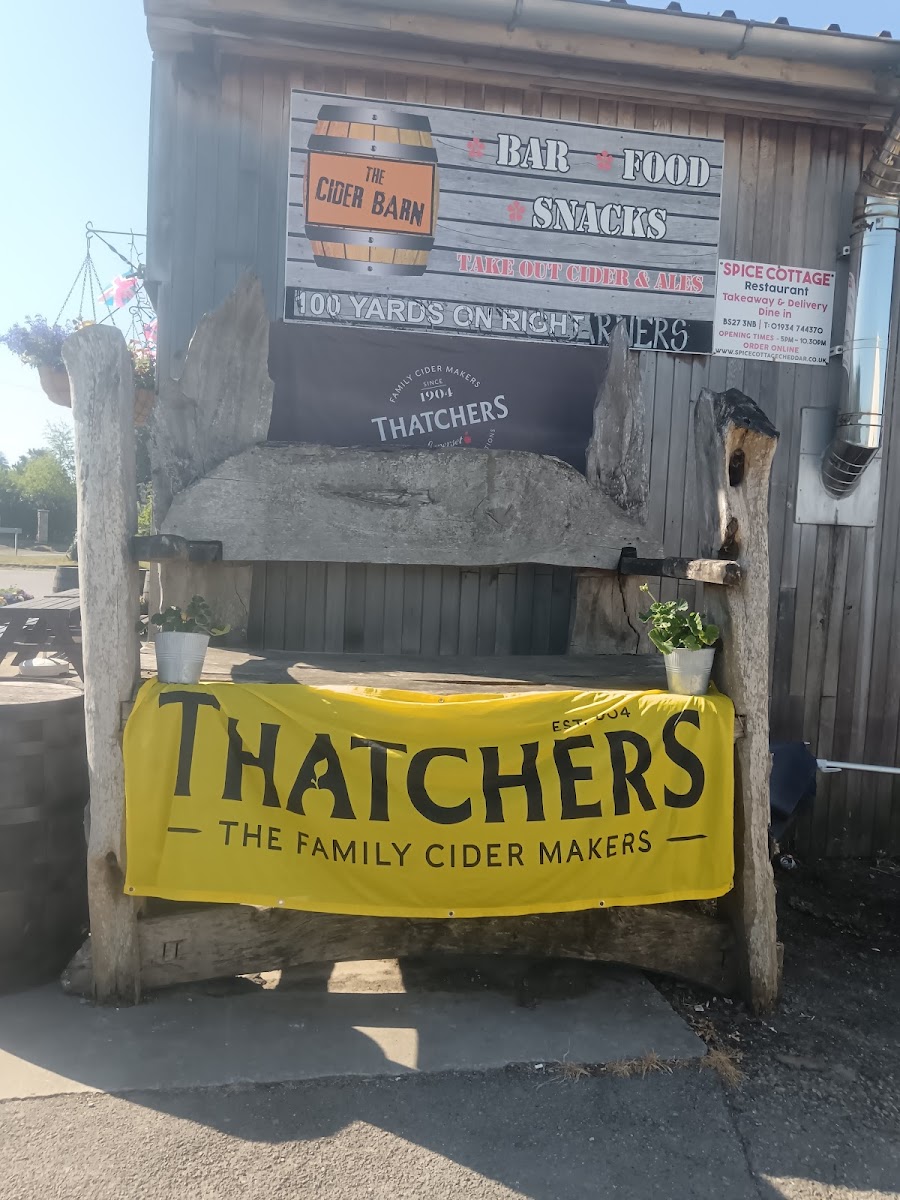 THE
CIDER BARN
BAR FOOD
SNACKS
TAKE OUT CIDER & ALES
100 YARDS ON RIGHT
SPICE COTTAGE
Restaurant
Takeaway & Delivery
Dine in
BS27 3NB | T: 01934 744370
OPENING TIMES - 5PM - 10.30PM
ORDER ONLINE
WWW.SPICECOTTAGECHEDDAR.CO.UK
FAMILY CIDER MAKERS
SINCE
1904
THATCHERS
EST.
THATCHERS
THE FAMILY CIDER MAKERS